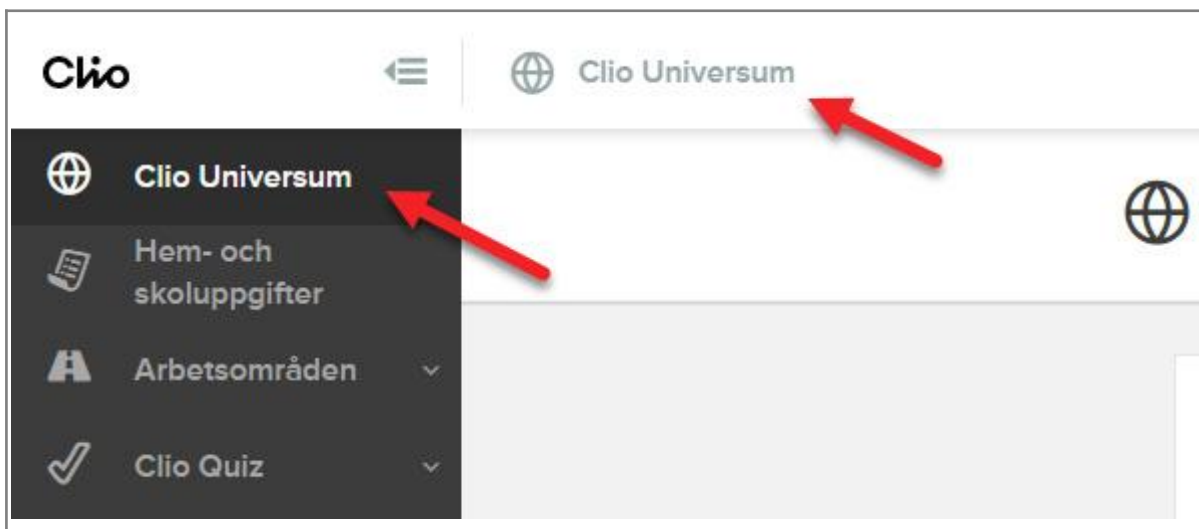 Clio
Clio Universum
Clio Universum
Hem- och
skoluppgifter
Arbetsområden
Clio Quiz